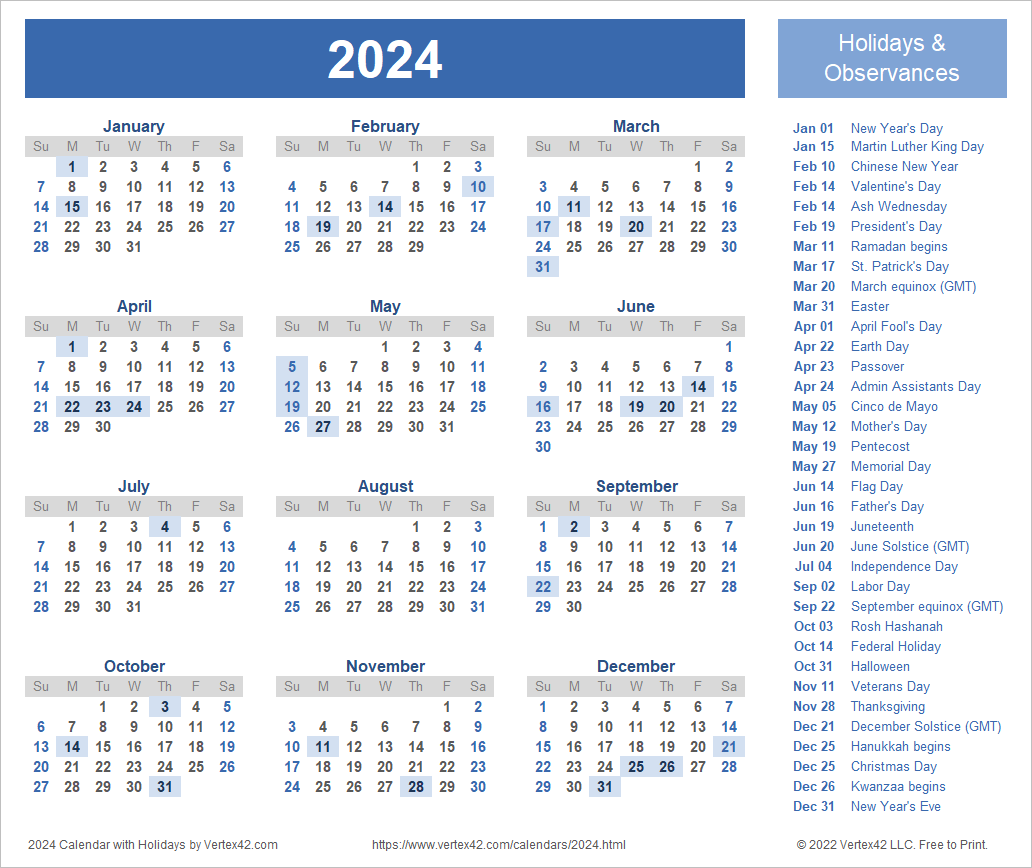 2024
Holidays &
Observances
January
Su M Tu W Th F Sa
1 2 3 4 5 6
7 8 9 10 11 12 13
14 15 16 17 18 19 20
21 22 23 24 25 26 27
28 29 30 31
February
Su M Tu W Th F Sa
1 2 3
4 5 6 7 8 9 10
11 12 13 14 15 16 17
18 19 20 21 22 23 24
25 26 27 28 29
March
Su M Tu W Th F Sa
1 2
3 4 5 6 7 8 9
10 11 12 13 14 15 16
17 18 19 20 21 22 23
24 25 26 27 28 29 30
31
April
Su M Tu W Th F Sa
1 2 3 4 5 6
7 8 9 10 11 12 13
14 15 16 17 18 19 20
21 22 23 24 25 26 27
28 29 30
May
Su M Tu W Th F Sa
1 2 3 4
5 6 7 8 9 10 11
12 13 14 15 16 17 18
19 20 21 22 23 24 25
26 27 28 29 30 31
June
Su M Tu W Th F Sa
1
2 3 4 5 6 7 8
9 10 11 12 13 14 15
16 17 18 19 20 21 22
23 24 25 26 27 28 29
30
July
Su M Tu W Th F Sa
1 2 3 4 5 6
7 8 9 10 11 12 13
14 15 16 17 18 19 20
21 22 23 24 25 26 27
28 29 30 31
August
Su M Tu W Th F Sa
1 2 3
4 5 6 7 8 9 10
11 12 13 14 15 16 17
18 19 20 21 22 23 24
25 26 27 28 29 30 31
September
Su M Tu W Th F Sa
1 2 3 4 5 6 7
8 9 10 11 12 13 14
15 16 17 18 19 20 21
22 23 24 25 26 27 28
29 30
October
Su M Tu W Th F Sa
1 2 3 4 5
6 7 8 9 10 11 12
13 14 15 16 17 18 19
20 21 22 23 24 25 26
27 28 29 30 31
November
Su M Tu W Th F Sa
1 2
3 4 5 6 7 8 9
10 11 12 13 14 15 16
17 18 19 20 21 22 23
24 25 26 27 28 29 30
December
Su M Tu W Th F Sa
1 2 3 4 5 6 7
8 9 10 11 12 13 14
15 16 17 18 19 20 21
22 23 24 25 26 27 28
29 30 31
Jan 01 New Year's Day
Jan 15 Martin Luther King Day
Feb 10 Chinese New Year
Feb 14 Valentine's Day
Feb 14 Ash Wednesday
Feb 19 President's Day
Mar 11 Ramadan begins
Mar 17 St. Patrick's Day
Mar 20 March equinox (GMT)
Mar 31 Easter
Apr 01 April Fool's Day
Apr 22 Earth Day
Apr 23 Passover
Apr 24 Admin Assistants Day
May 05 Cinco de Mayo
May 12 Mother's Day
May 19 Pentecost
May 27 Memorial Day
Jun 14 Flag Day
Jun 16 Father's Day
Jun 19 Juneteenth
Jun 20 June Solstice (GMT)
Jul 04 Independence Day
Sep 02 Labor Day
Sep 22 September equinox (GMT)
Oct 03 Rosh Hashanah
Oct 14 Federal Holiday
Oct 31 Halloween
Nov 11 Veterans Day
Nov 28 Thanksgiving
Dec 21 December Solstice (GMT)
Dec 25 Hanukkah begins
Dec 25 Christmas Day
Dec 26 Kwanzaa begins
Dec 31 New Year's Eve
2024 Calendar with Holidays by Vertex42.com
https://www.vertex42.com/calendars/2024.html
© 2022 Vertex42 LLC. Free to Print.